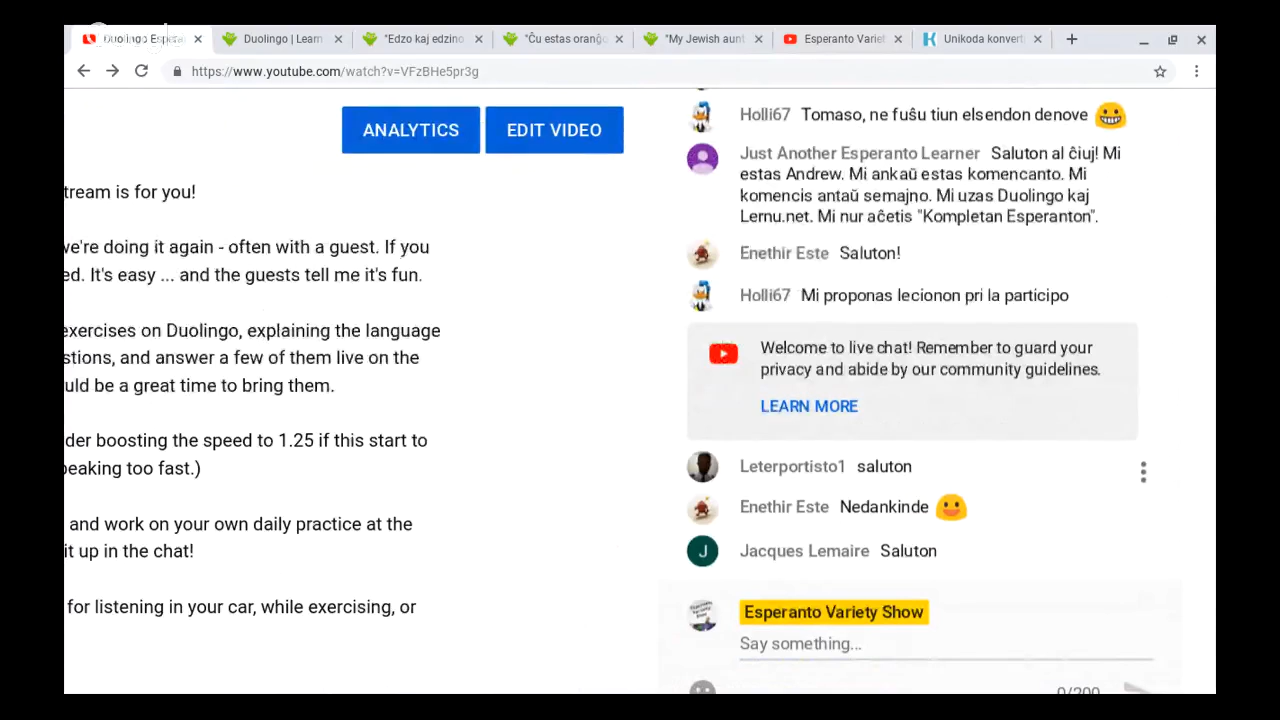 Duolingo Espera
Duolingo | Learn
"Edzo kaj edzino
"Ĉu estas oranĝo
"My Jewish aunt
Esperanto Variet
Unikoda konverti
https://www.youtube.com/watch?v=VFzBHe5pr3g
ANALYTICS
EDIT VIDEO
tream is for you!
we're doing it again - often with a guest. If you
ed. It's easy ... and the guests tell me it's fun.
exercises on Duolingo, explaining the language
stions, and answer a few of them live on the
uld be a great time to bring them.
der boosting the speed to 1.25 if this start to
peaking too fast.)
and work on your own daily practice at the
it up in the chat!
for listening in your car, while exercising, or
Holli67 Tomaso, ne fuŝu tiun elsendon denove
Just Another Esperanto Learner Saluton al ĉiuj! Mi
estas Andrew. Mi ankaŭ estas komencanto. Mi
komencis antaŭ semajno. Mi uzas Duolingo kaj
Lernu.net. Mi nur aĉetis "Kompletan Esperanton".
Enethir Este Saluton!
Holli67 Mi proponas lecionon pri la participo
Welcome to live chat! Remember to guard your
privacy and abide by our community guidelines.
LEARN MORE
Leterportisto1 saluton
Enethir Este Nedankinde
J
Jacques Lemaire Saluton
Esperanto Variety Show
Say something...
0/200